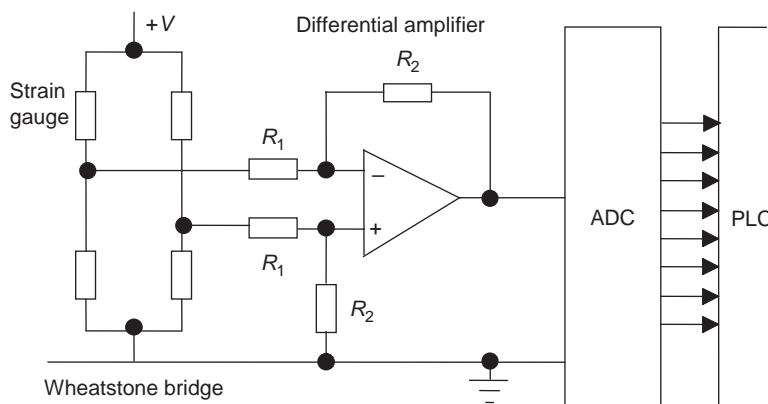 +V
Differential amplifier
R2
Strain
gauge
R1
−
+
ADC
PLC
R1
R2
Wheatstone bridge